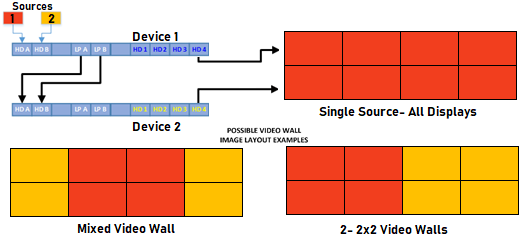 Sources
1 2
Device 1
HD A HD B LP A LP B HD 1 HD 2 HD 3 HD 4
HD A HD B LP A LP B HD 1 HD 2 HD 3 HD 4
Device 2
Single Source- All Displays
POSSIBLE VIDEO WALL
IMAGE LAYOUT EXAMPLES
Mixed Video Wall
2- 2x2 Video Walls